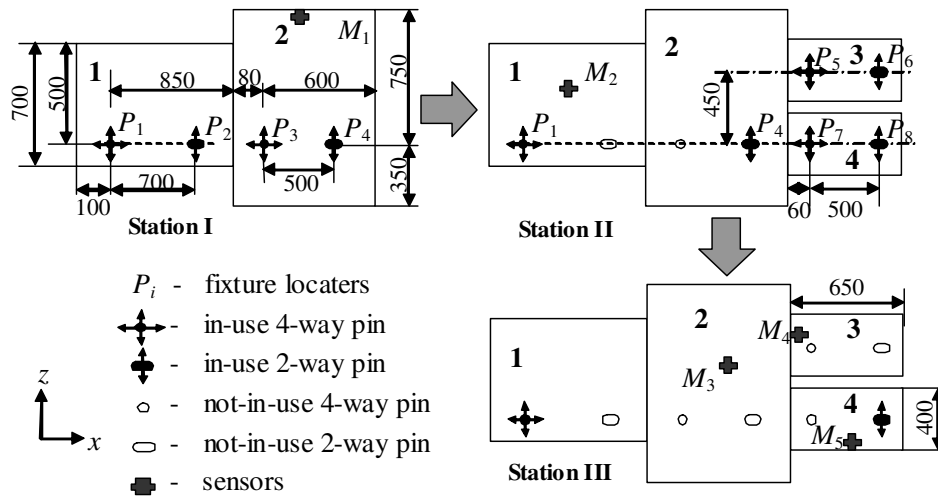 1
2
M1
700
500
850
80
600
750
P1
P2
P3
P4
700
500
350
100
Station I
1
2
M2
P5
3
P6
450
P1
P4
P7
P8
4
60
500
Station II
Pi - fixture locaters
- in-use 4-way pin
- in-use 2-way pin
- not-in-use 4-way pin
- not-in-use 2-way pin
- sensors
z
x
650
1
2
M4
3
M3
4
M5
400
Station III